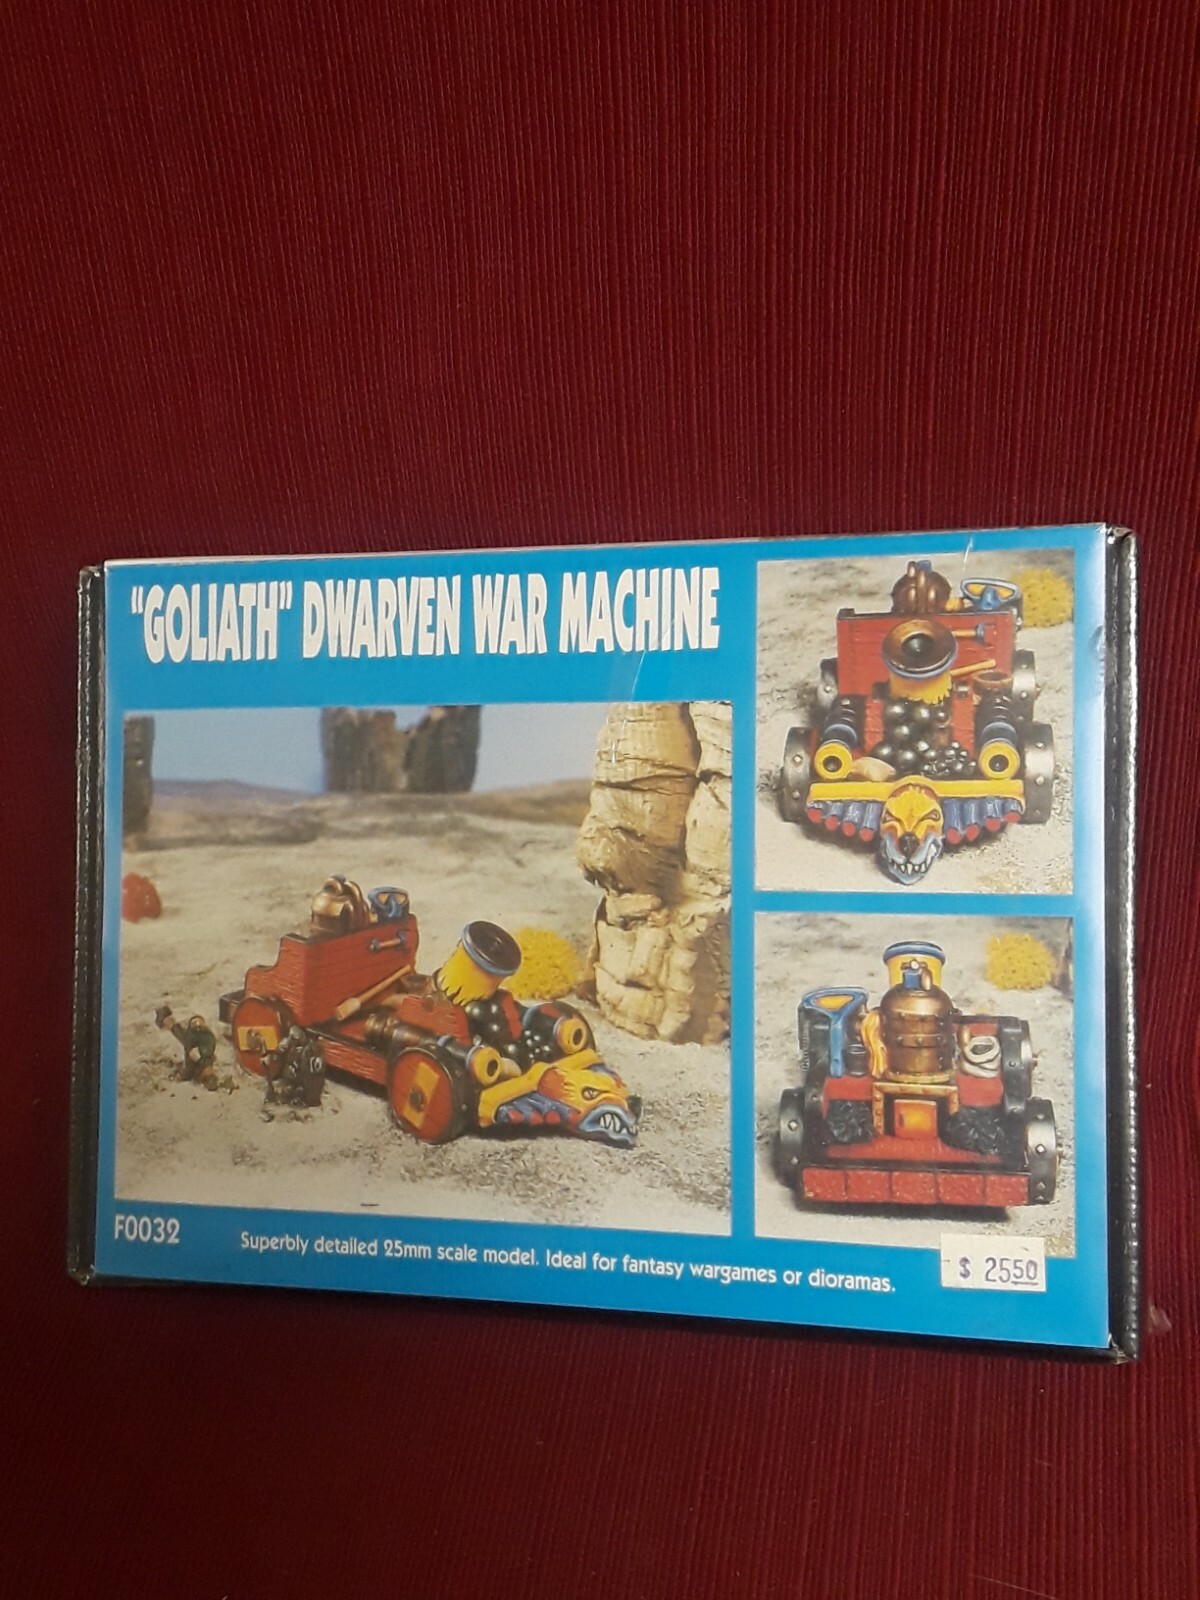 "GOLIATH" DWARVEN WAR MACHINE
F0032
Superbly detailed 25mm scale model. Ideal for fantasy wargames or dioramas.
$ 2550